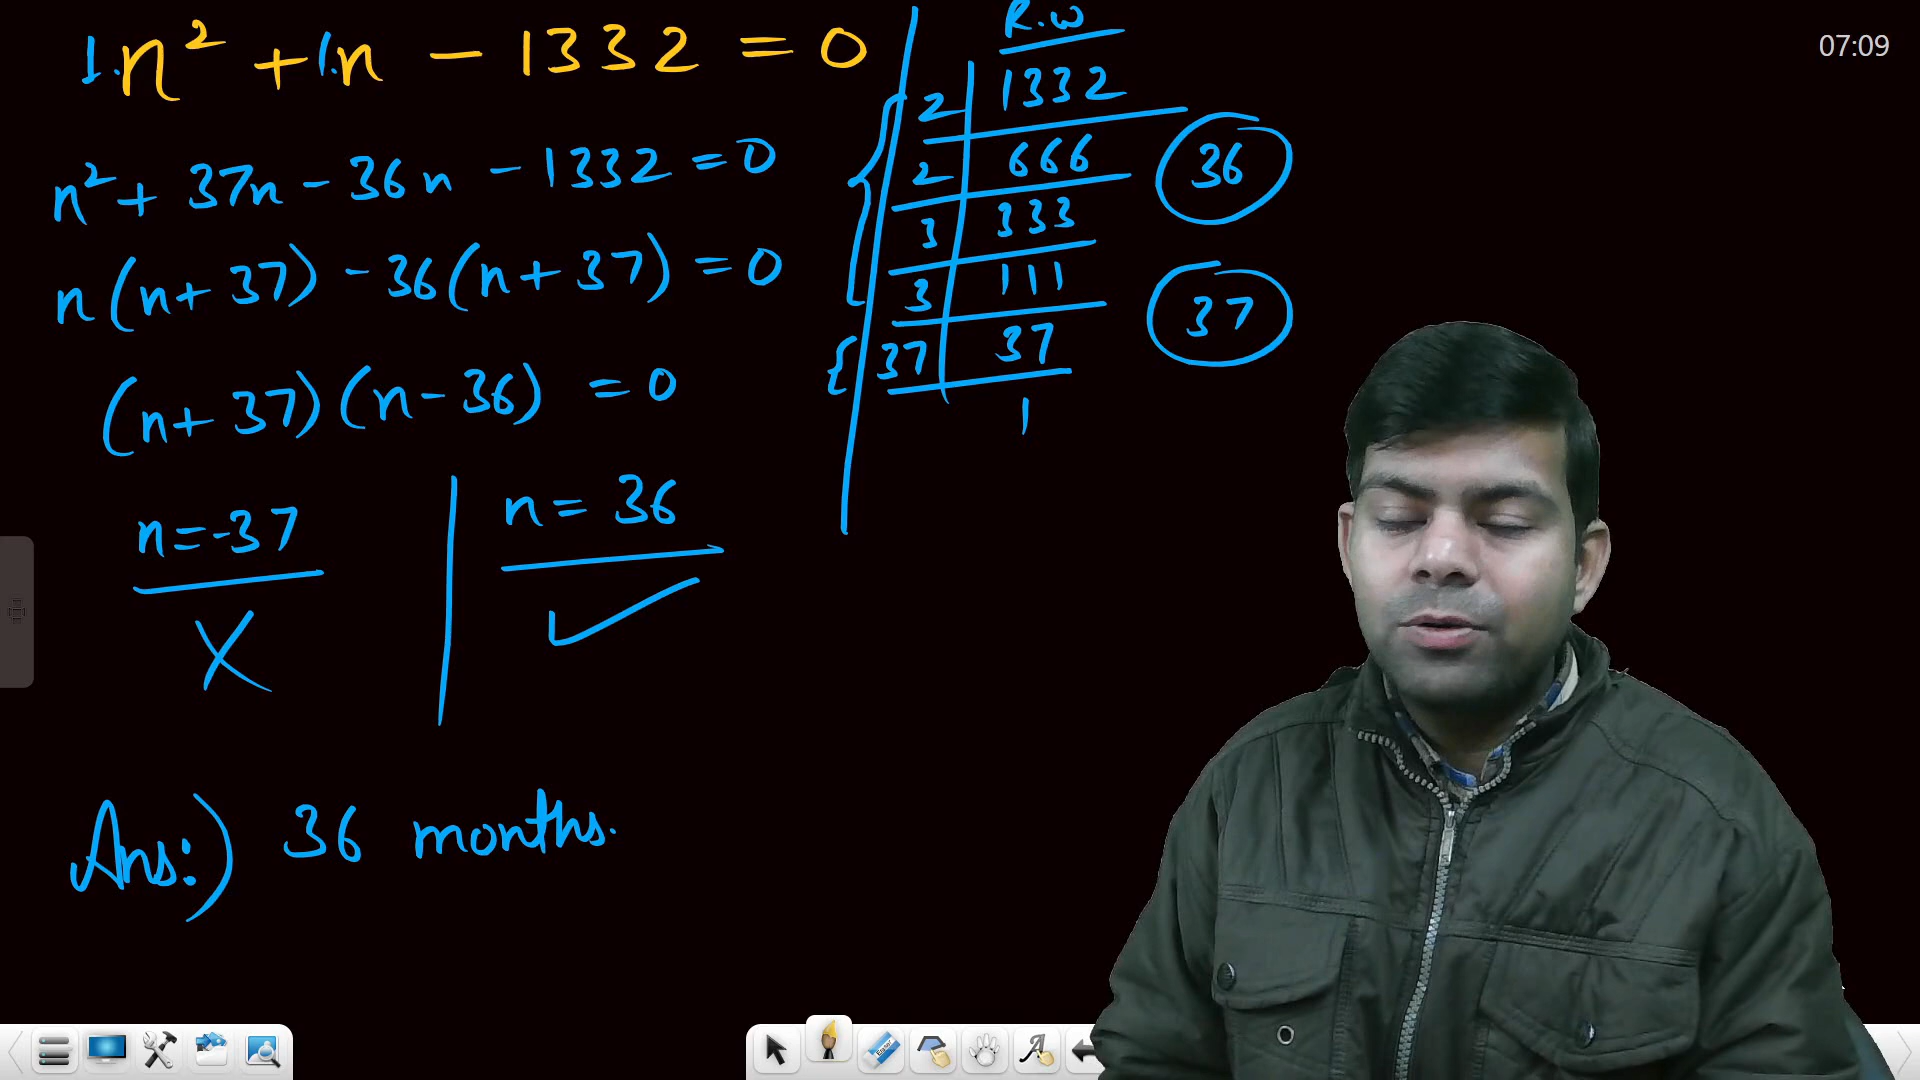 1.n² + 1.n - 1332 = 0
n² + 37n - 36n - 1332 = 0
n(n+37) - 36(n+37) = 0
(n+37)(n-36) = 0
n=-37
n = 36
X
Ans:) 36 months.
R.W
2 | 1332
2 | 666
3 | 333
3 | 111
37 | 37
1
36
37
07:09